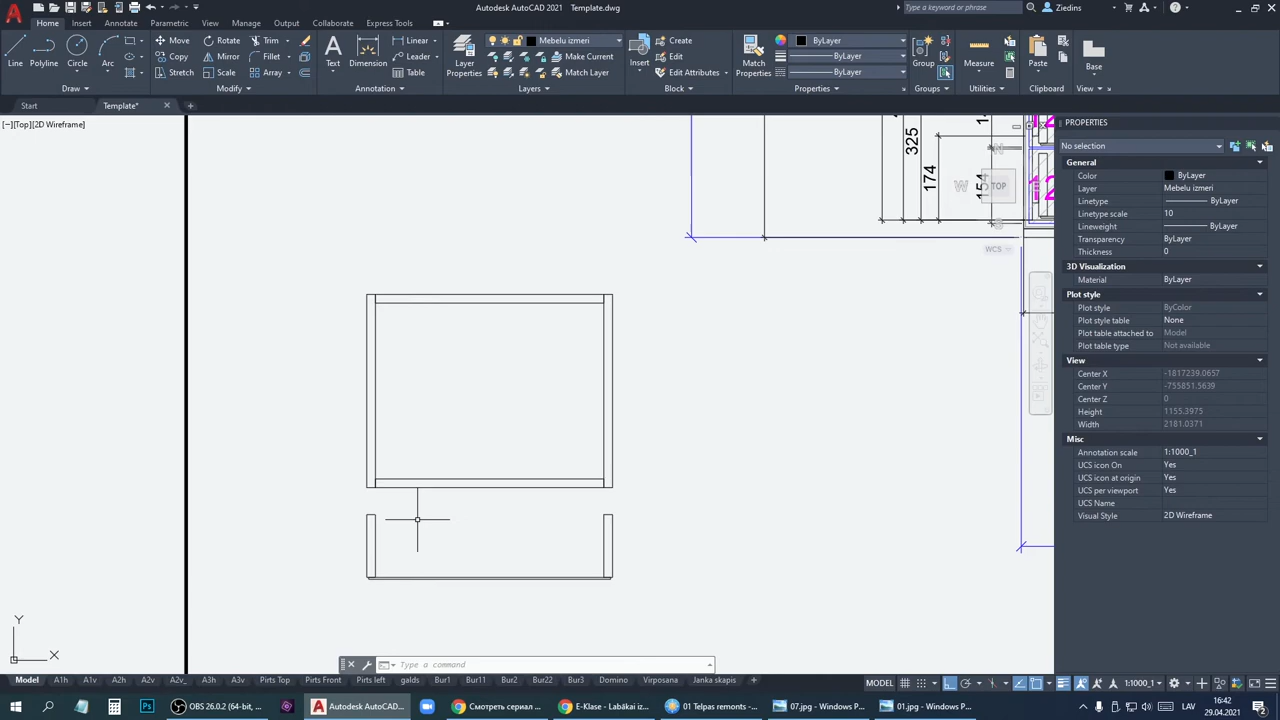 Autodesk AutoCAD 2021 Template.dwg
Type a keyword or phrase
Ziedins
Home Insert Annotate Parametric View Manage Output Collaborate Express Tools
Line Polyline Circle Arc
Move Rotate Trim
Copy Mirror Fillet
Stretch Scale Array
Text Dimension
Linear
Leader
Table
Layer Properties
Mebelu izmeri
Make Current
Match Layer
Insert
Create
Edit
Edit Attributes
Match Properties
ByLayer
ByLayer
ByLayer
Group
Measure
Paste
Base
Draw Modify Annotation Layers Block Properties Groups Utilities Clipboard View
Start Template*
[−][Top][2D Wireframe]
325
174
154
N
W TOP
S
WCS
PROPERTIES
No selection
General
Color ByLayer
Layer Mebelu izmeri
Linetype ByLayer
Linetype scale 10
Lineweight ByLayer
Transparency ByLayer
Thickness 0
3D Visualization
Material ByLayer
Plot style
Plot style ByColor
Plot style table None
Plot table attached to Model
Plot table type Not available
View
Center X -1817239.0657
Center Y -755851.5639
Center Z 0
Height 1155.3975
Width 2181.0371
Misc
Annotation scale 1:1000_1
UCS icon On Yes
UCS icon at origin Yes
UCS per viewport Yes
UCS Name
Visual Style 2D Wireframe
Y
X
Type a command
Model A1h A1v A2h A2v A2v_ A3h A3v Pirts Top Pirts Front Pirts left galds Bur1 Bur11 Bur2 Bur22 Bur3 Domino Virposana Janka skapis +
MODEL 1:1000_1
OBS 26.0.2 (64-bit, ...
Autodesk AutoCAD...
Смотреть сериал ...
E-Klase - Labākai iz...
01 Telpas remonts -...
07.jpg - Windows P...
01.jpg - Windows P...
LAV
16:42
29.04.2021